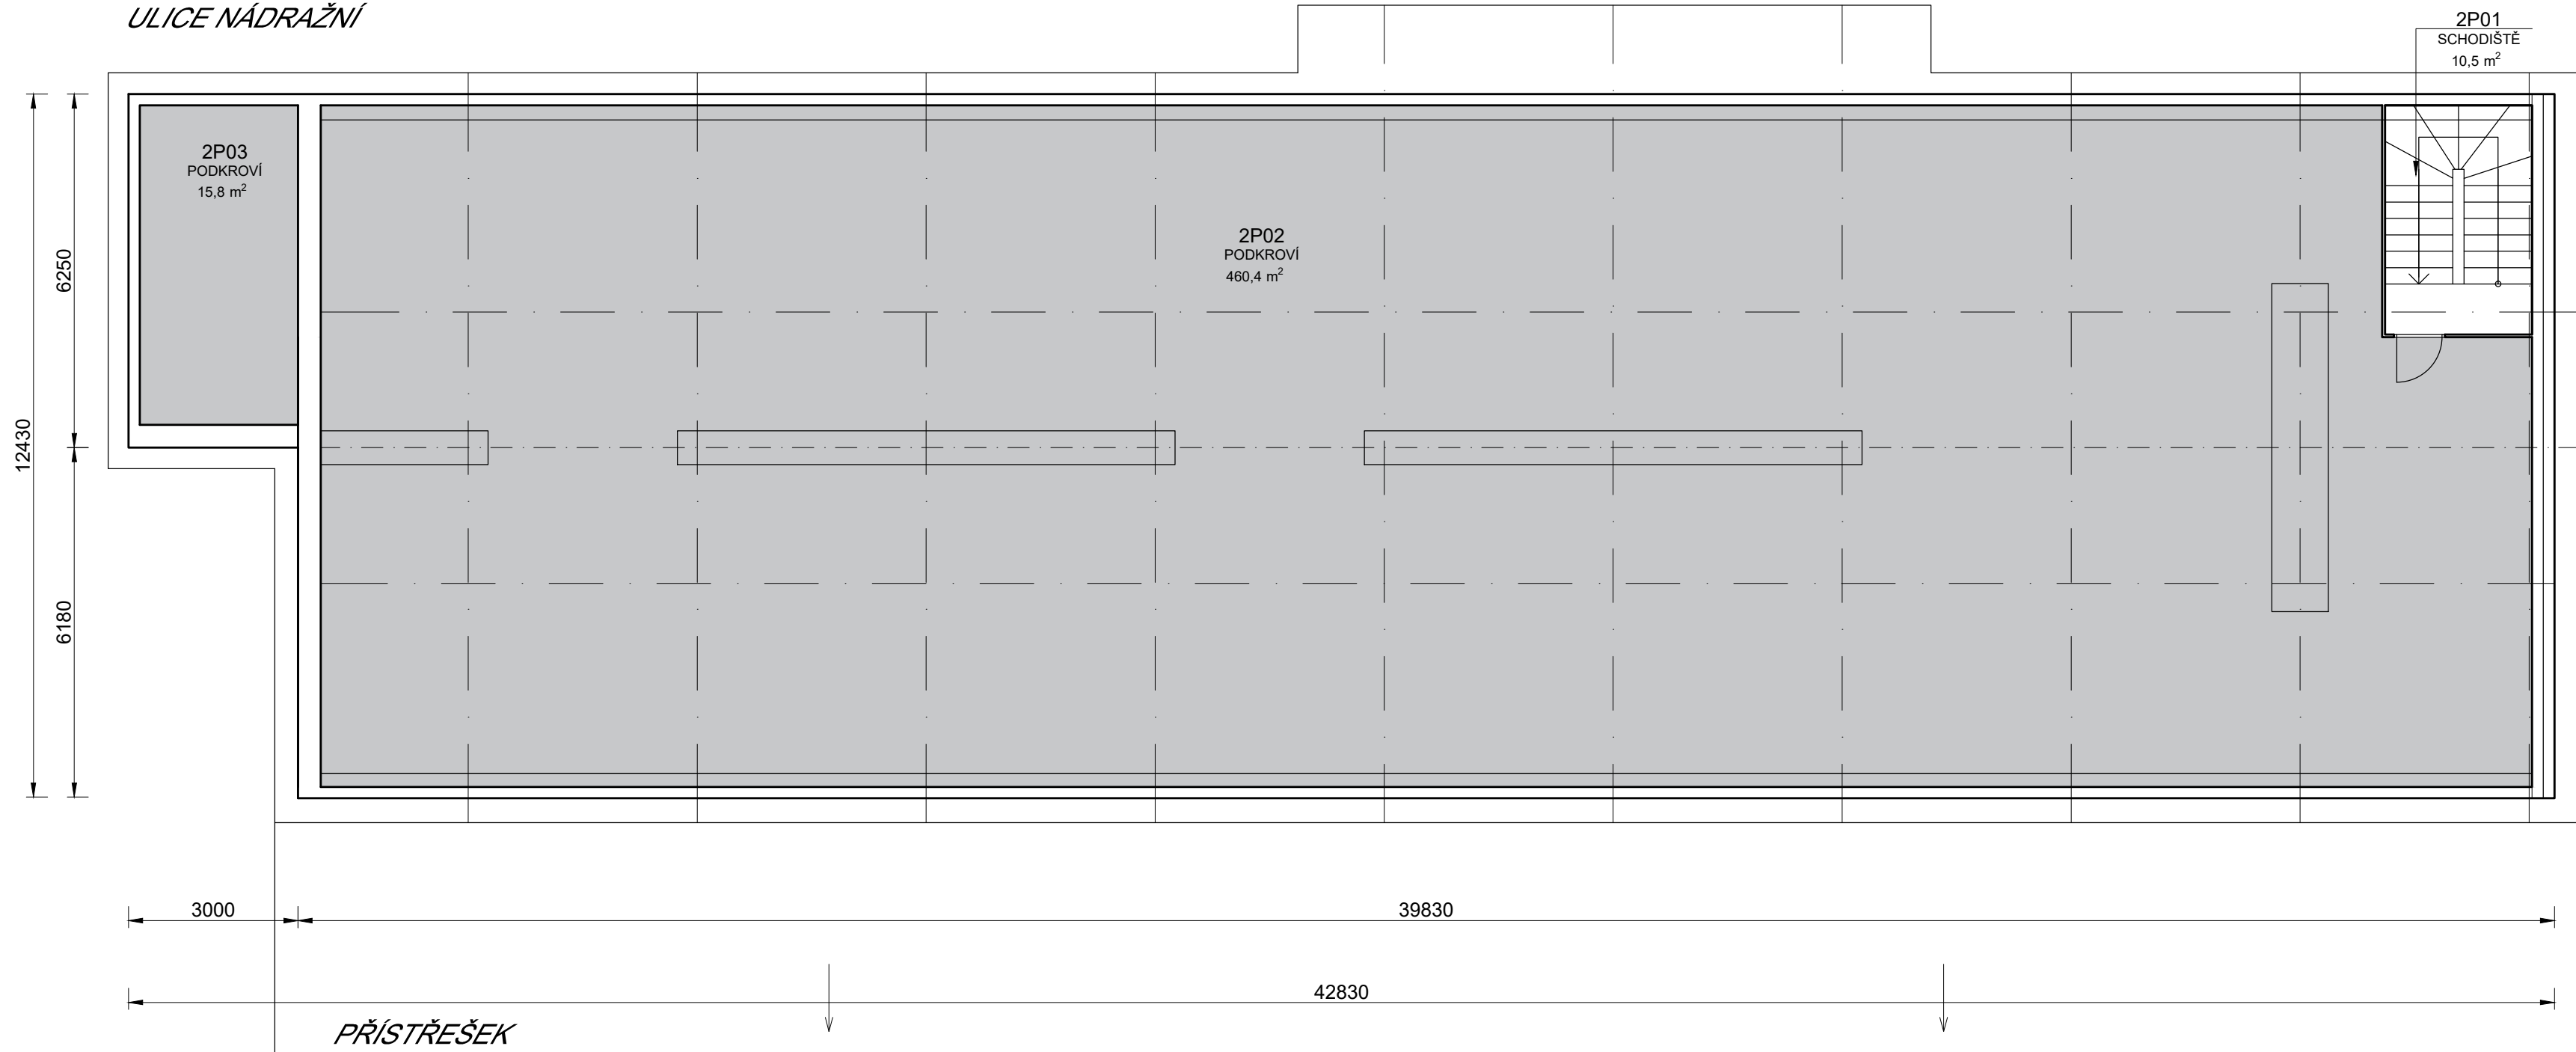 ULICE NÁDRAŽNÍ
2P01
SCHODIŠTĚ
10,5 m²
2P03
PODKROVÍ
15,8 m²
2P02
PODKROVÍ
460,4 m²
6250
12430
6180
3000
39830
42830
PŘÍSTŘEŠEK